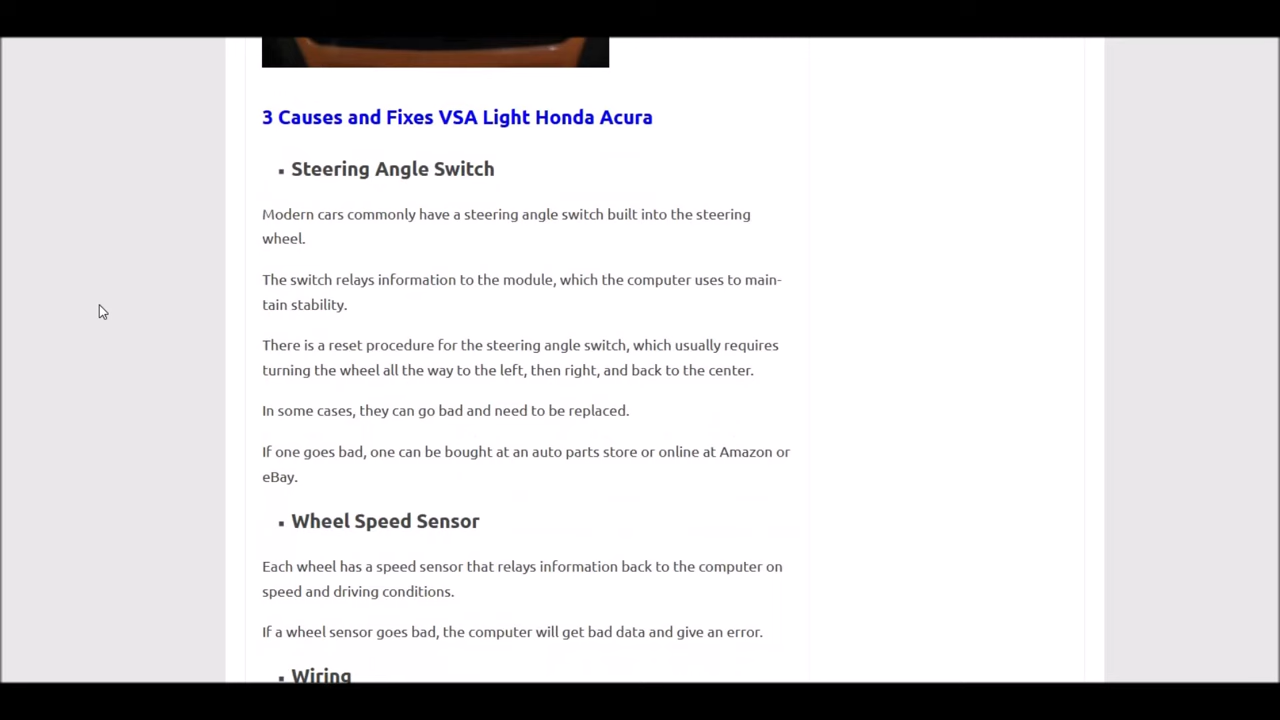 3 Causes and Fixes VSA Light Honda Acura
▪ Steering Angle Switch
Modern cars commonly have a steering angle switch built into the steering
wheel.
The switch relays information to the module, which the computer uses to main-
tain stability.
There is a reset procedure for the steering angle switch, which usually requires
turning the wheel all the way to the left, then right, and back to the center.
In some cases, they can go bad and need to be replaced.
If one goes bad, one can be bought at an auto parts store or online at Amazon or
eBay.
▪ Wheel Speed Sensor
Each wheel has a speed sensor that relays information back to the computer on
speed and driving conditions.
If a wheel sensor goes bad, the computer will get bad data and give an error.
▪ Wiring